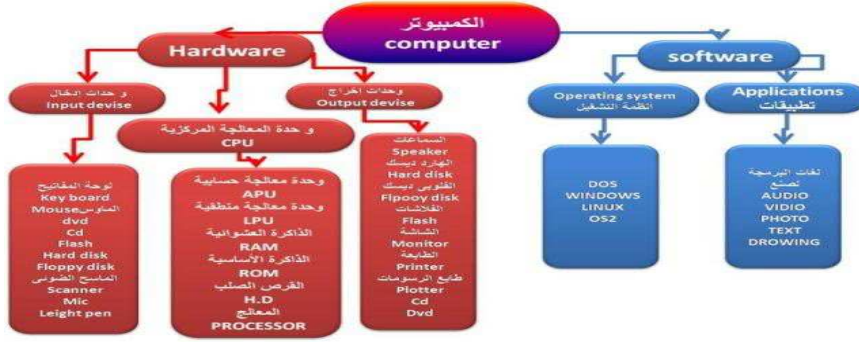 الكمبيوتر
computer
Hardware
وحدات ادخال
Input devise
لوحة المفاتيح
Key board
الماوسMouse
dvd
Cd
Flash
Hard disk
Floppy disk
الماسح الضوئى
Scanner
Mic
Leight pen
و حدة المعالجة المركزية
CPU
وحدة معالجة حسابية
APU
وحدة معالجة منطقية
LPU
الذاكرة العشوائية
RAM
الذاكرة الأساسية
ROM
القرص الصلب
H.D
المعالج
PROCESSOR
وحدات اخراج
Output devise
السماعات
Speaker
الهارد ديسك
Hard disk
الفلوبى ديسك
Flpooy disk
الفلاشات
Flash
الشاشة
Monitor
الطابعة
Printer
طابع الرسومات
Plotter
Cd
Dvd
software
Operating system
انظمة التشغيل
DOS
WINDOWS
LINUX
OS2
Applications
تطبيقات
لغات البرمجة
تصنع
AUDIO
VIDIO
PHOTO
TEXT
DROWING